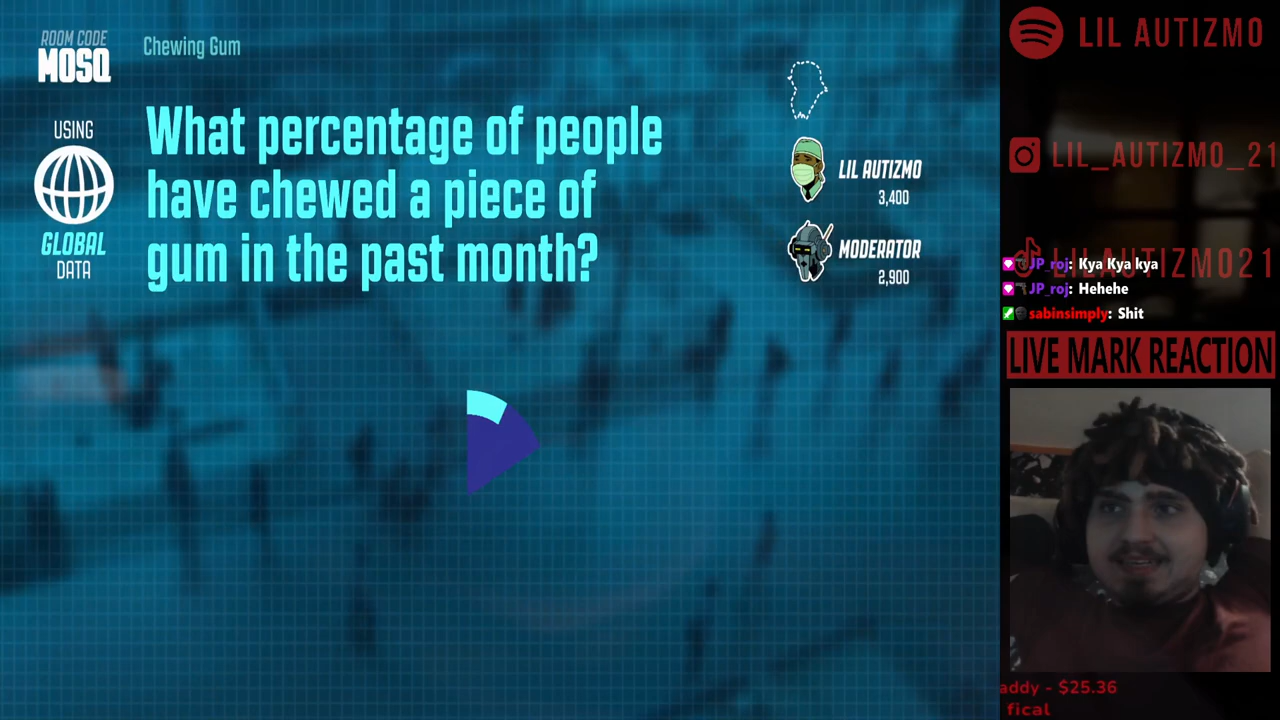 ROOM CODE
MOSQ
Chewing Gum
USING
GLOBAL
DATA
What percentage of people
have chewed a piece of
gum in the past month?
LIL AUTIZMO
3,400
MODERATOR
2,900
LIL AUTIZMO
LIL_AUTIZMO_21
LILAUTIZMO21
JP_roj: Kya Kya kya
JP_roj: Hehehe
sabinsimply: Shit
LIVE MARK REACTION
addy - $25.36
fical